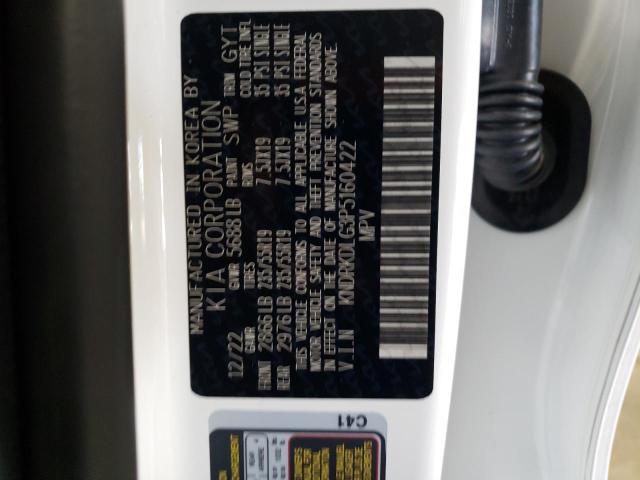 MANUFACTURED IN KOREA BY
KIA CORPORATION
12/22 GVWR 5688LB PAINT SWP TRIM GYT
GAWR TIRES RIMS COLD TIRE INFL
FRONT 2866LB 235/55R19 7.5JX19 35 PSI SINGLE
REAR 2976LB 235/55R19 7.5JX19 35 PSI SINGLE
THIS VEHICLE CONFORMS TO ALL APPLICABLE U.S.A FEDERAL
MOTOR VEHICLE SAFETY AND THEFT PREVENTION STANDARDS
IN EFFECT ON THE DATE OF MANUFACTURE SHOWN ABOVE.
V.I.N KNDRKDLG3P5160422
MPV
C41